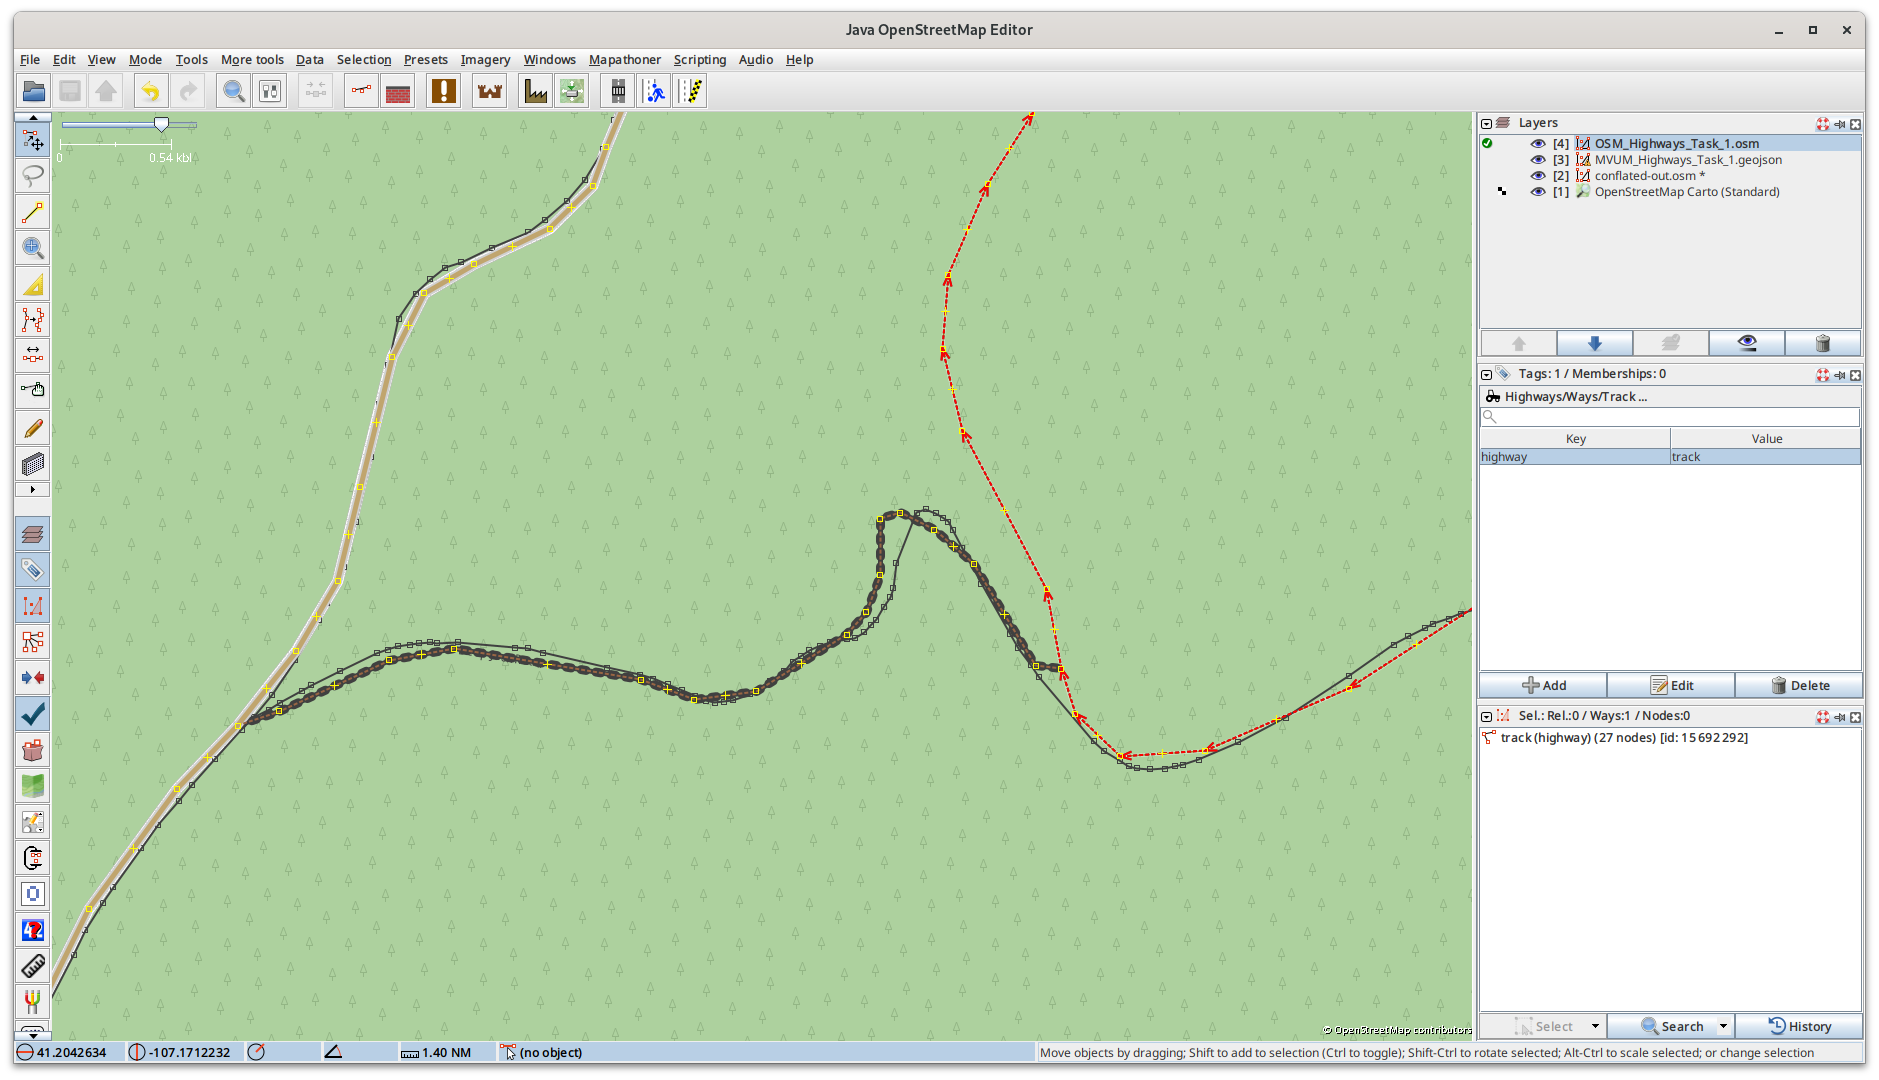 Java OpenStreetMap Editor
File Edit View Mode Tools More tools Data Selection Presets Imagery Windows Mapathoner Scripting Audio Help
0 0.54 kbl
Layers
[4] OSM_Highways_Task_1.osm
[3] MVUM_Highways_Task_1.geojson
[2] conflated-out.osm *
[1] OpenStreetMap Carto (Standard)
Tags: 1 / Memberships: 0
Highways/Ways/Track ...
Key Value
highway track
Add Edit Delete
Sel.: Rel.:0 / Ways:1 / Nodes:0
track (highway) (27 nodes) [id: 15692292]
Select Search History
© OpenStreetMap contributors
41.2042634 -107.1712232 1.40 NM (no object)
Move objects by dragging; Shift to add to selection (Ctrl to toggle); Shift-Ctrl to rotate selected; Alt-Ctrl to scale selected; or change selection